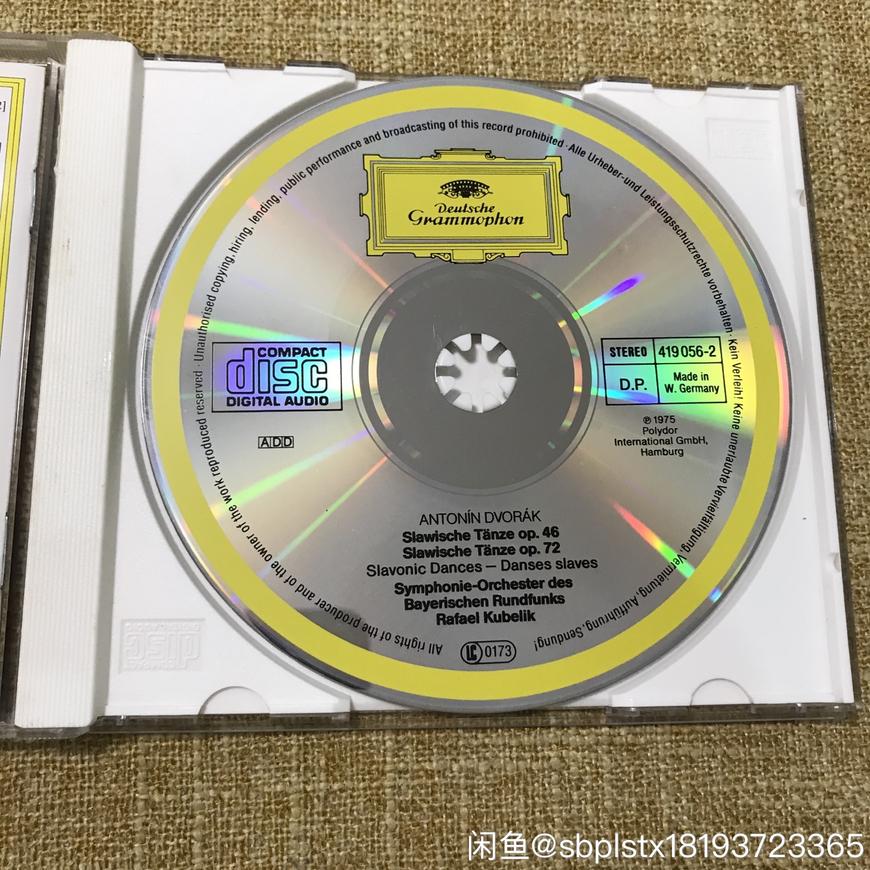 Unauthorised copying, hiring, lending, public performance and broadcasting of this record prohibited · Alle Urheber-und Leistungsschutzrechte vorbehalten · Kein Verleih! Keine unerlaubte Vervielfältigung, Vermietung, Aufführung, Sendung!
All rights of the producer and of the owner of the work reproduced reserved ·
Deutsche
Grammophon
COMPACT
disc
DIGITAL AUDIO
ADD
STEREO 419 056-2
D.P. Made in
W. Germany
℗ 1975
Polydor
International GmbH,
Hamburg
ANTONÍN DVOŘÁK
Slawische Tänze op. 46
Slawische Tänze op. 72
Slavonic Dances – Danses slaves
Symphonie-Orchester des
Bayerischen Rundfunks
Rafael Kubelik
LC 0173
闲鱼@sbplstx18193723365